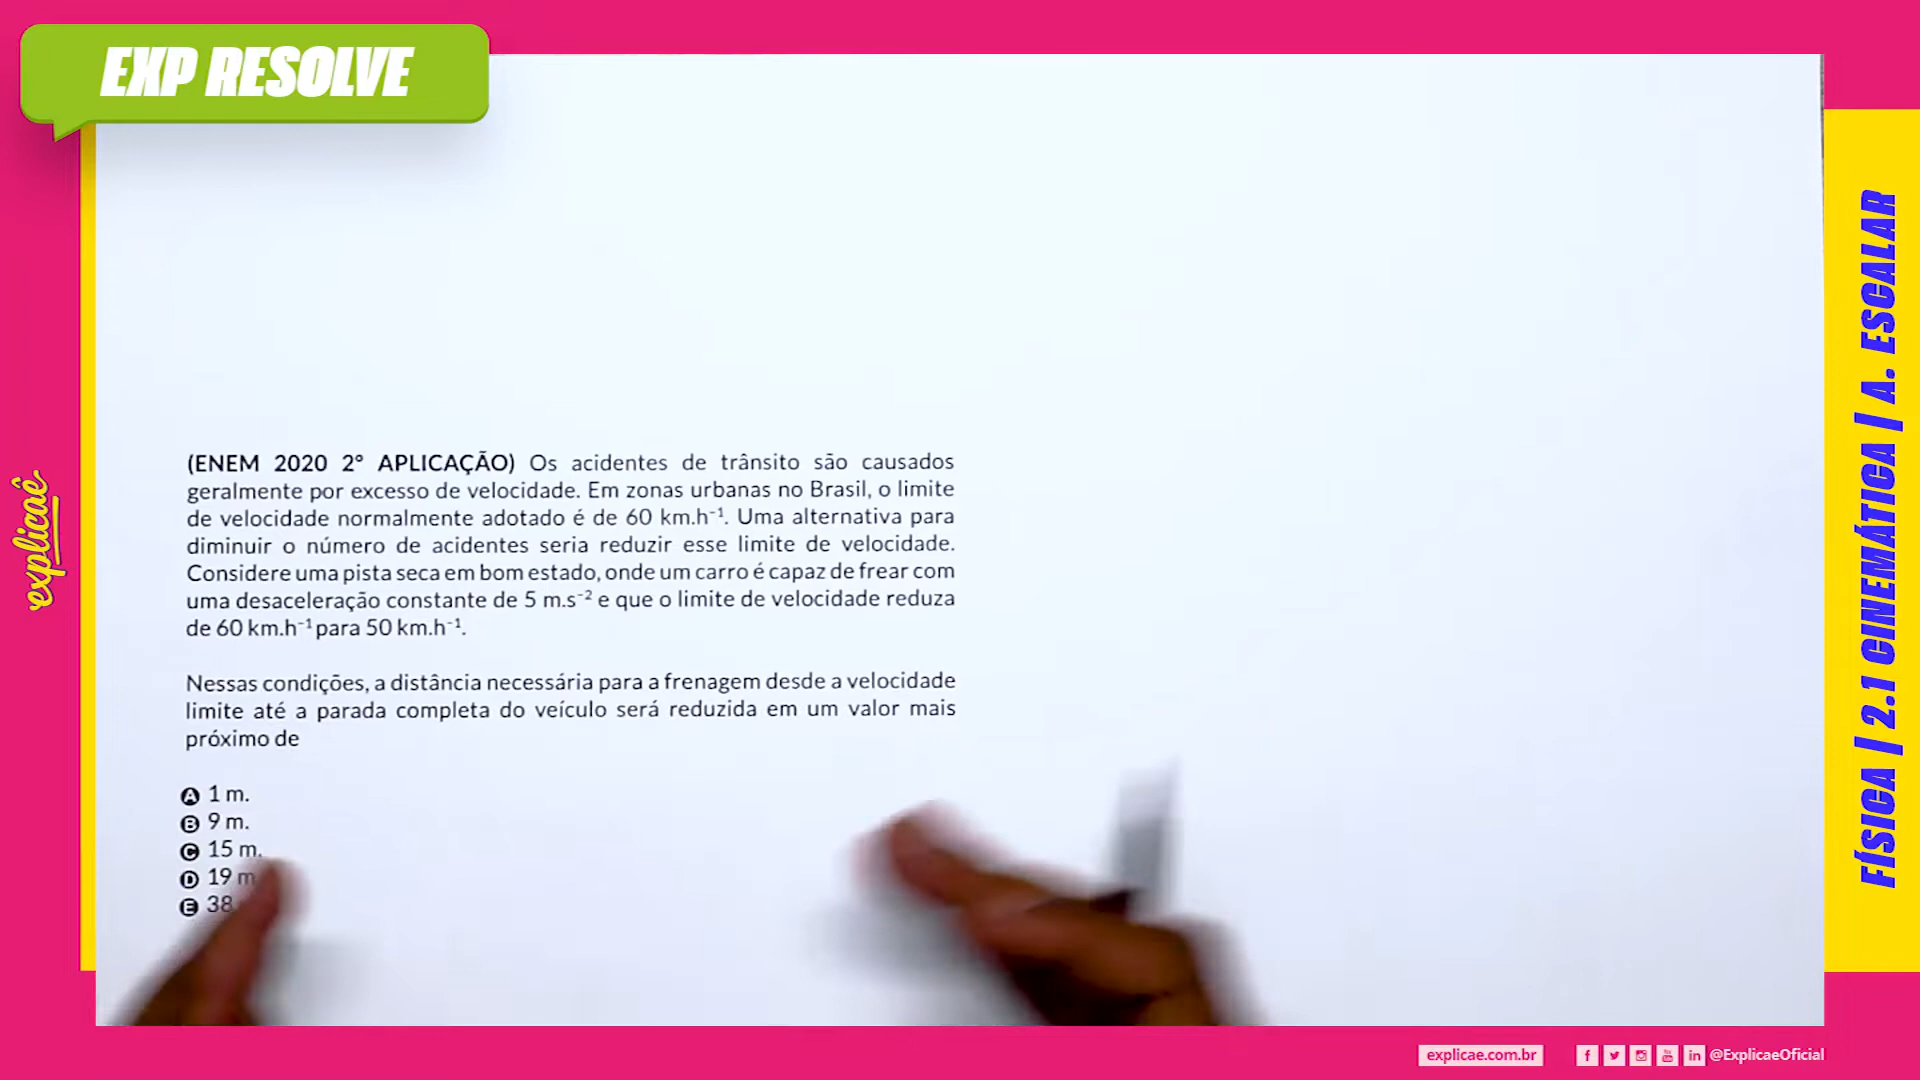 EXP RESOLVE
(ENEM 2020 2° APLICAÇÃO) Os acidentes de trânsito são causados
geralmente por excesso de velocidade. Em zonas urbanas no Brasil, o limite
de velocidade normalmente adotado é de 60 km.h⁻¹. Uma alternativa para
diminuir o número de acidentes seria reduzir esse limite de velocidade.
Considere uma pista seca em bom estado, onde um carro é capaz de frear com
uma desaceleração constante de 5 m.s⁻² e que o limite de velocidade reduza
de 60 km.h⁻¹ para 50 km.h⁻¹.
Nessas condições, a distância necessária para a frenagem desde a velocidade
limite até a parada completa do veículo será reduzida em um valor mais
próximo de
A 1 m.
B 9 m.
C 15 m.
D 19 m
E 38
explicaê
FÍSICA | 2.1 CINEMÁTICA | A. ESCALAR
explicae.com.br
@ExplicaeOficial